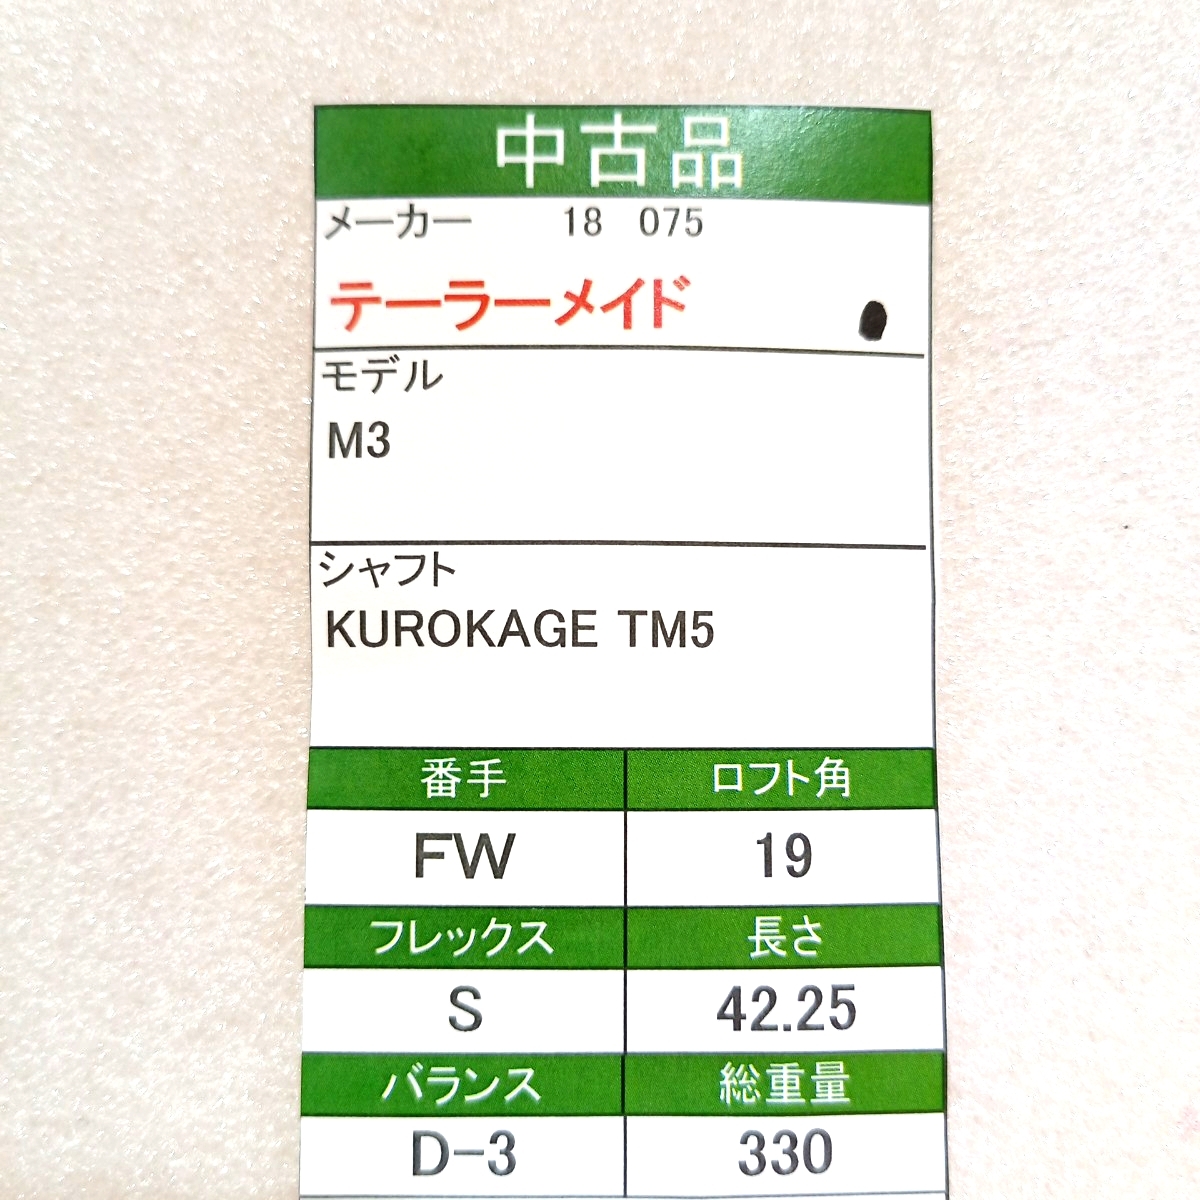 中古品
メーカー 18 075
テーラーメイド
モデル
M3
シャフト
KUROKAGE TM5
番手 ロフト角
FW 19
フレックス 長さ
S 42.25
バランス 総重量
D-3 330